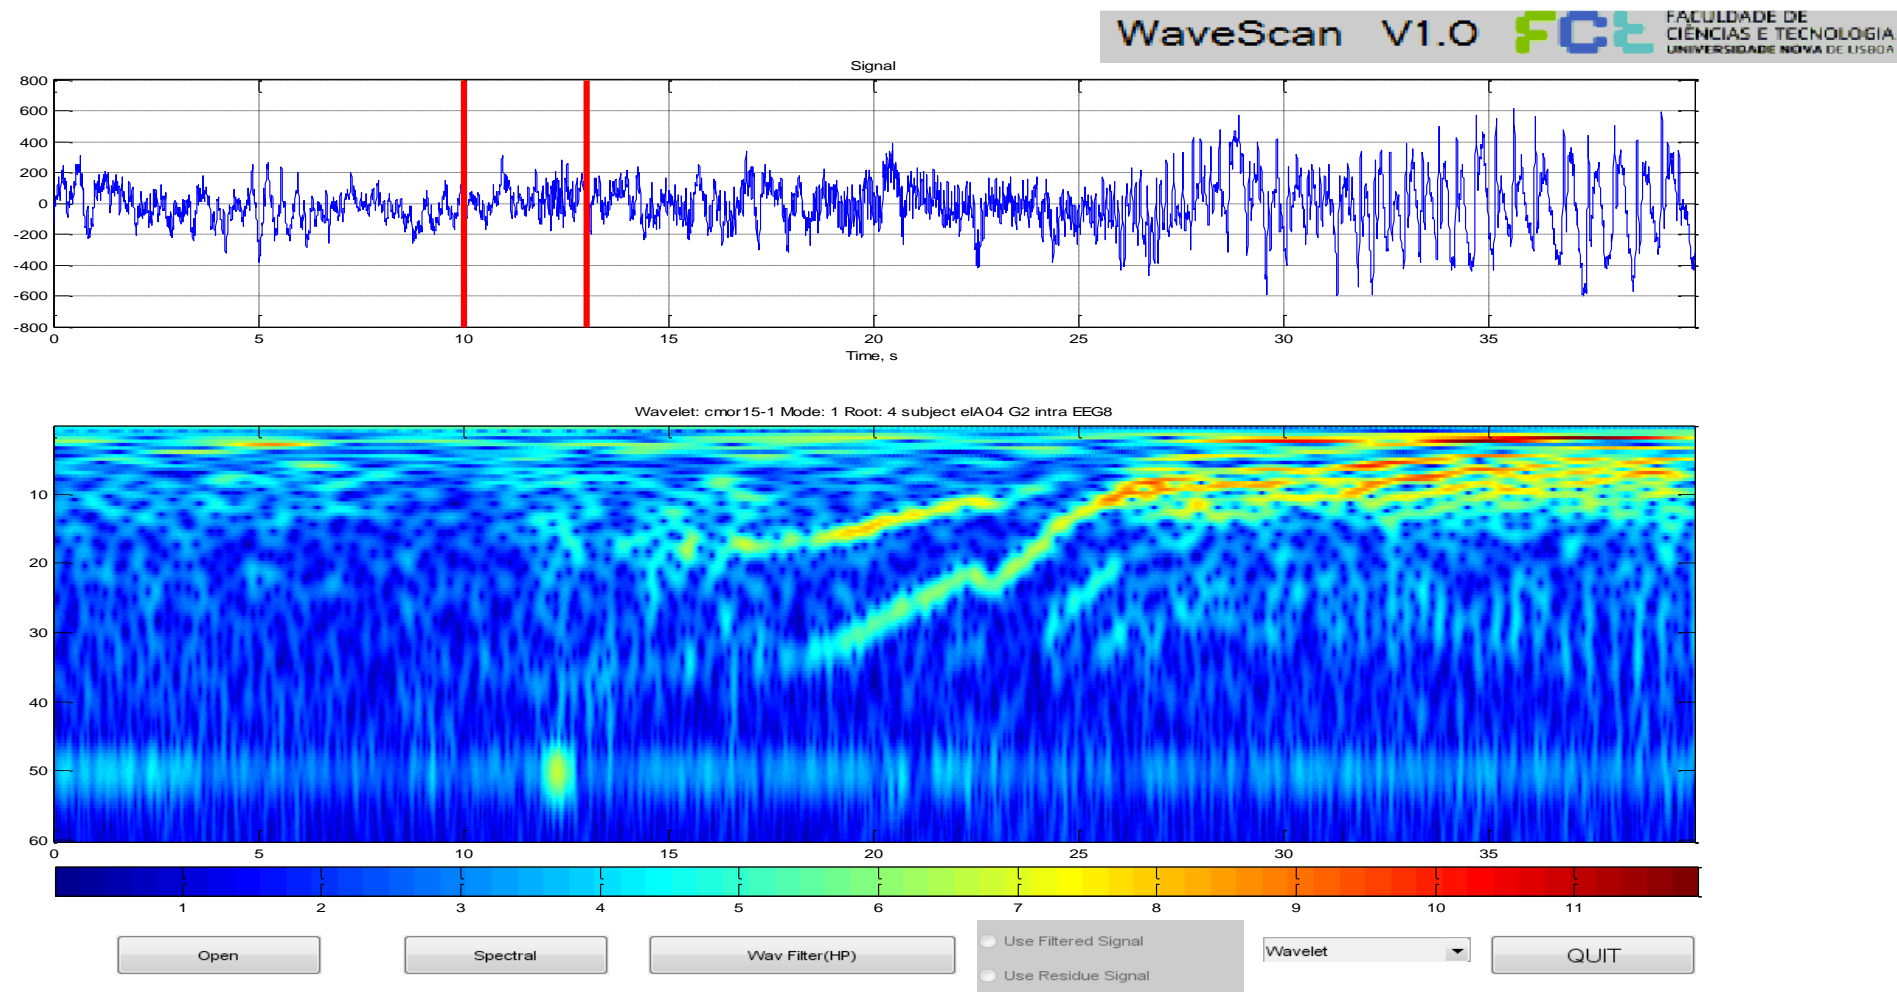 WaveScan V1.0
FACULDADE DE
CIÊNCIAS E TECNOLOGIA
UNIVERSIDADE NOVA DE LISBOA
Signal
800
600
400
200
0
-200
-400
-600
-800
0 5 10 15 20 25 30 35
Time, s
Wavelet: cmor15-1 Mode: 1 Root: 4 subject elA04 G2 intra EEG8
10
20
30
40
50
60
0 5 10 15 20 25 30 35
1 2 3 4 5 6 7 8 9 10 11
Open
Spectral
Wav Filter(HP)
Use Filtered Signal
Use Residue Signal
Wavelet
QUIT